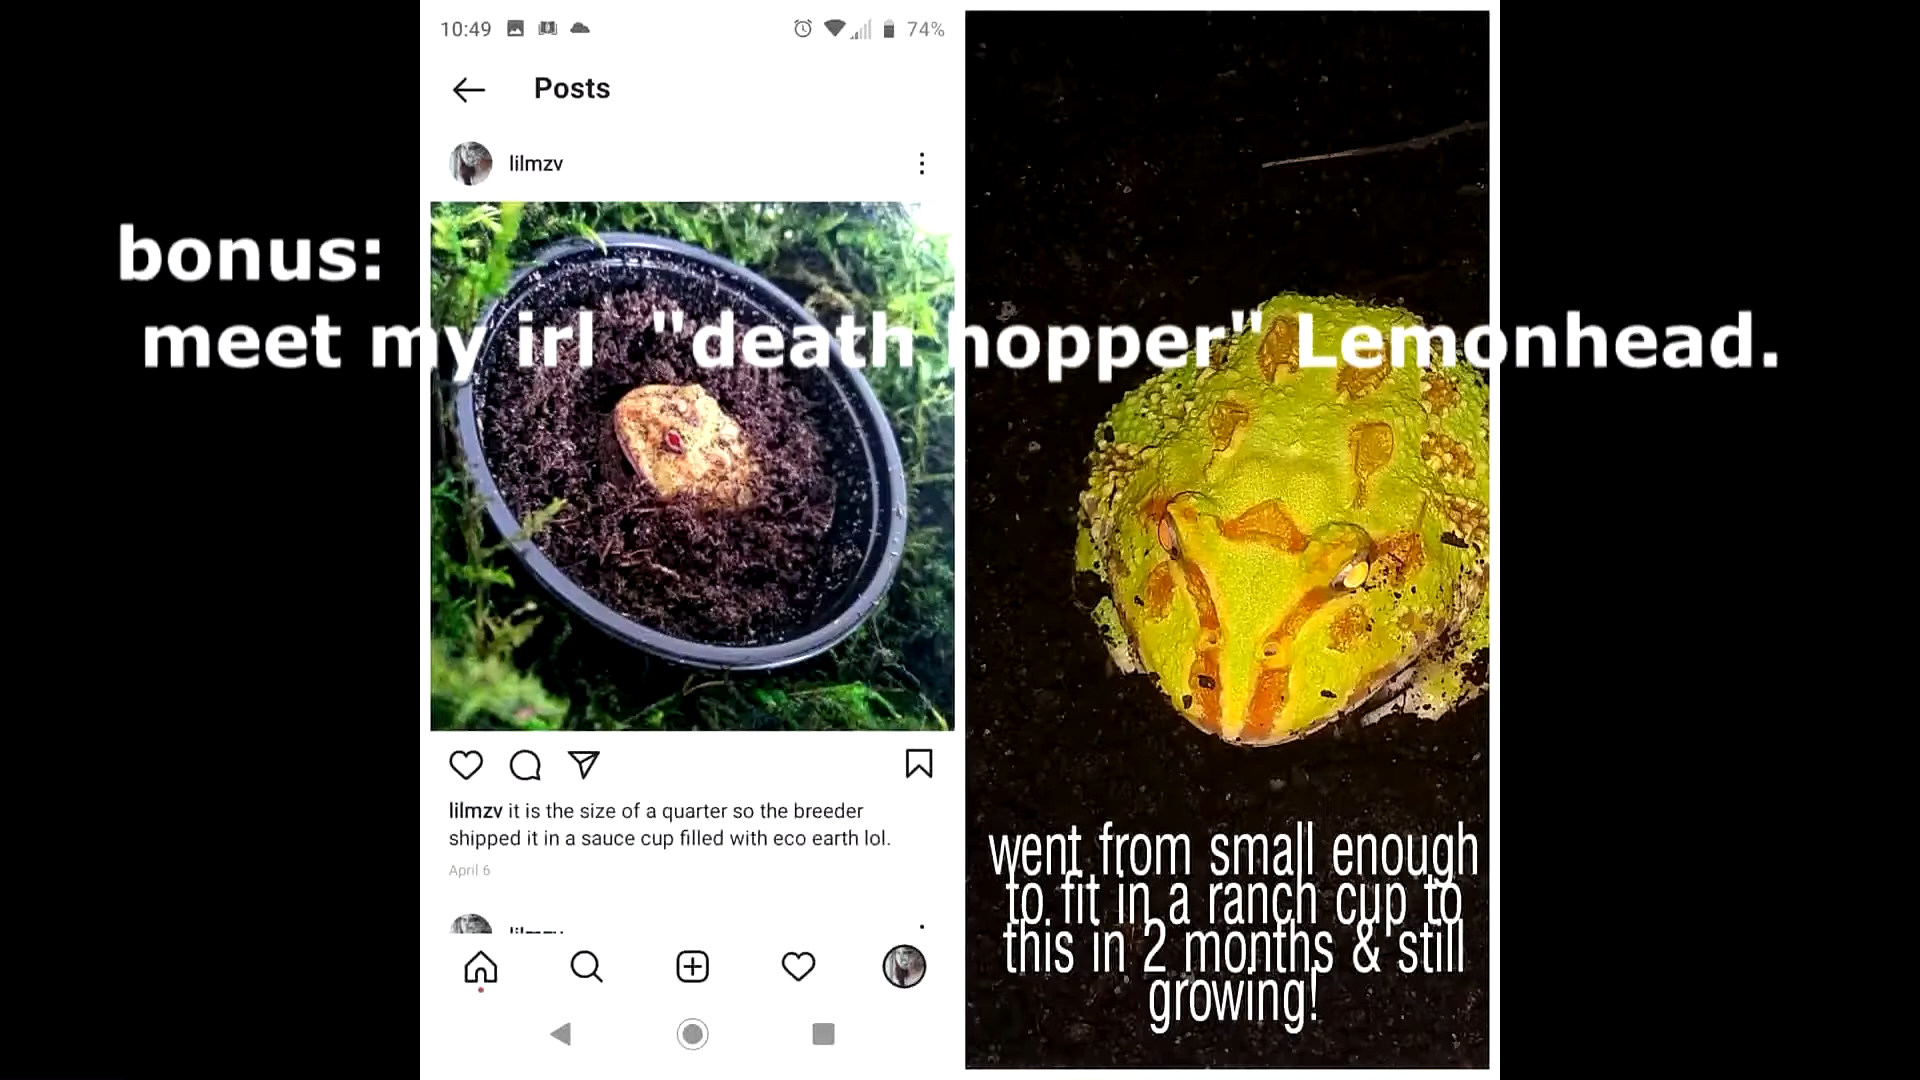 bonus:
meet my irl "death hopper" Lemonhead.
10:49
74%
Posts
lilmzv
lilmzv it is the size of a quarter so the breeder
shipped it in a sauce cup filled with eco earth lol.
April 6
lilmzv
went from small enough
to fit in a ranch cup to
this in 2 months & still
growing!